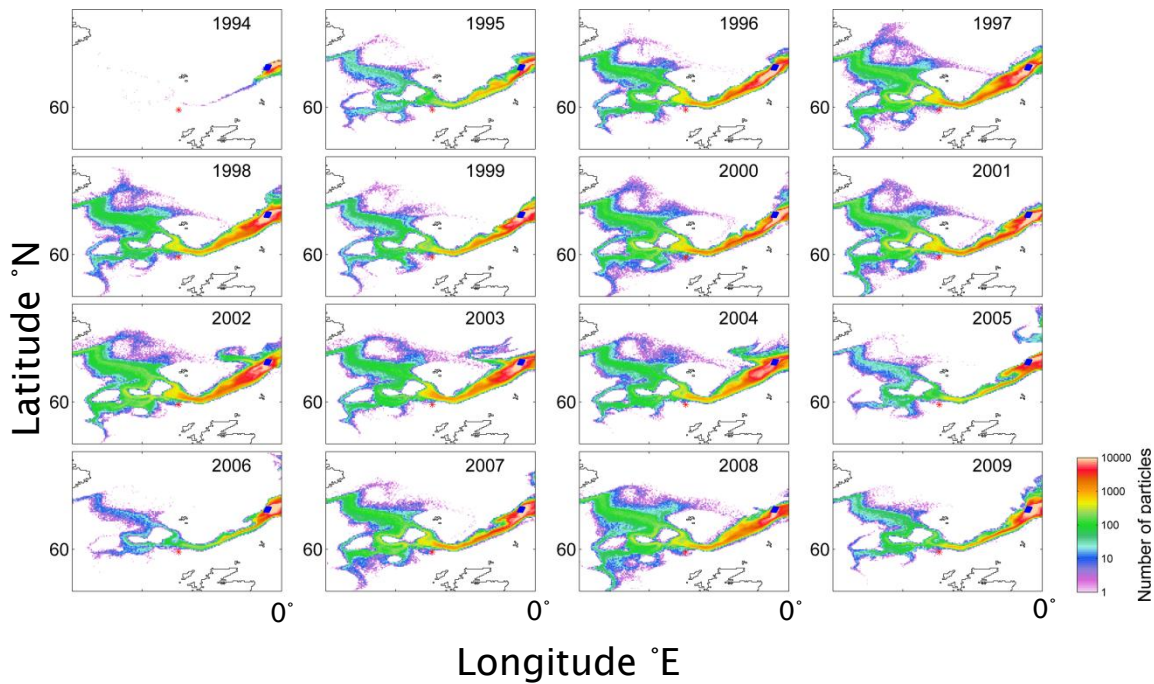 1994 1995 1996 1997
60 60 60 60
1998 1999 2000 2001
60 60 60 60
2002 2003 2004 2005
60 60 60 60
2006 2007 2008 2009
60 60 60 60
0° 0° 0° 0°
Latitude °N
Longitude °E
10000
1000
100
10
1
Number of particles